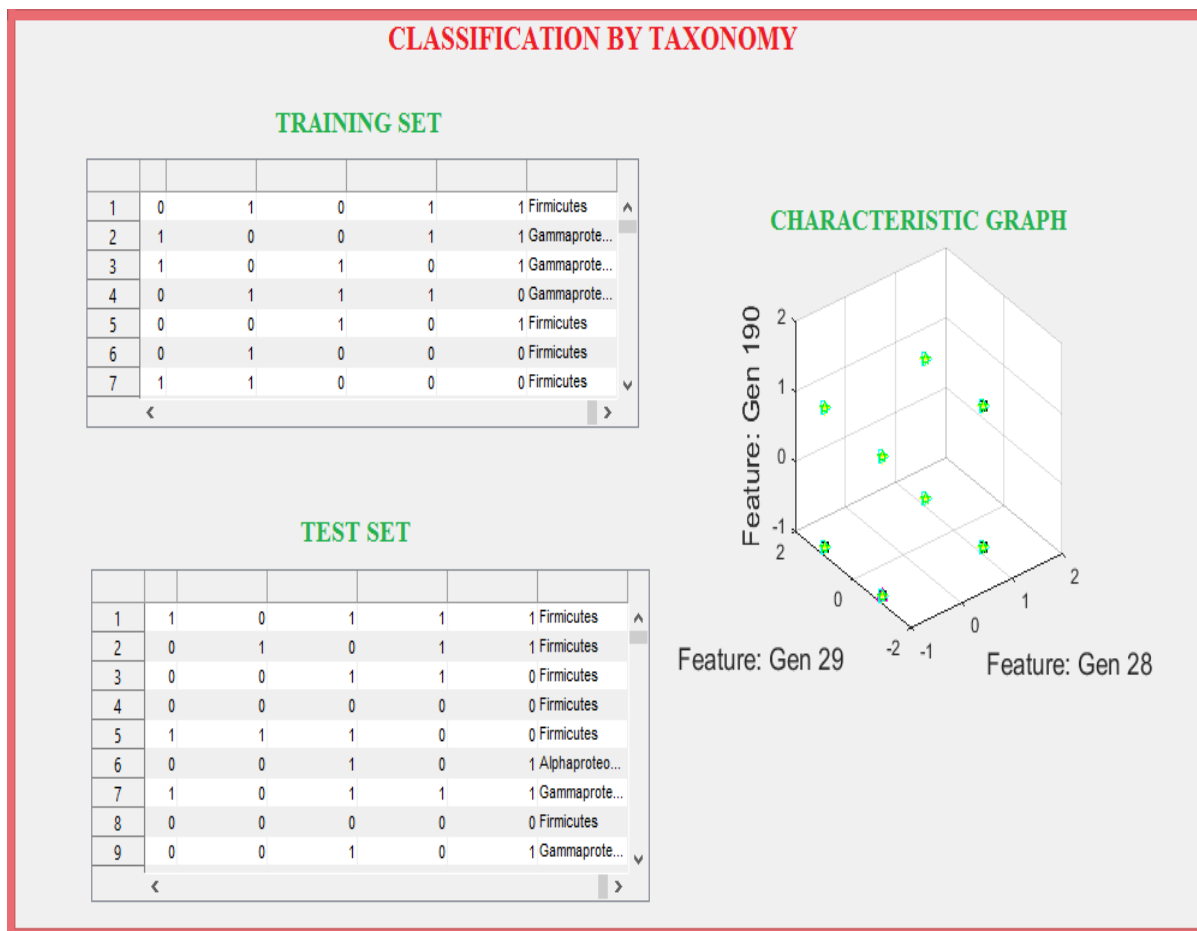 CLASSIFICATION BY TAXONOMY
TRAINING SET
1 0 1 0 1 1 Firmicutes
2 1 0 0 1 1 Gammaprote...
3 1 0 1 0 1 Gammaprote...
4 0 1 1 1 0 Gammaprote...
5 0 0 1 0 1 Firmicutes
6 0 1 0 0 0 Firmicutes
7 1 1 0 0 0 Firmicutes
TEST SET
1 1 0 1 1 1 Firmicutes
2 0 1 0 1 1 Firmicutes
3 0 0 1 1 0 Firmicutes
4 0 0 0 0 0 Firmicutes
5 1 1 1 0 0 Firmicutes
6 0 0 1 0 1 Alphaproteo...
7 1 0 1 1 1 Gammaprote...
8 0 0 0 0 0 Firmicutes
9 0 0 1 0 1 Gammaprote...
CHARACTERISTIC GRAPH
Feature: Gen 190
2
1
0
-1
2
0
-2
-1
0
1
2
Feature: Gen 29
Feature: Gen 28